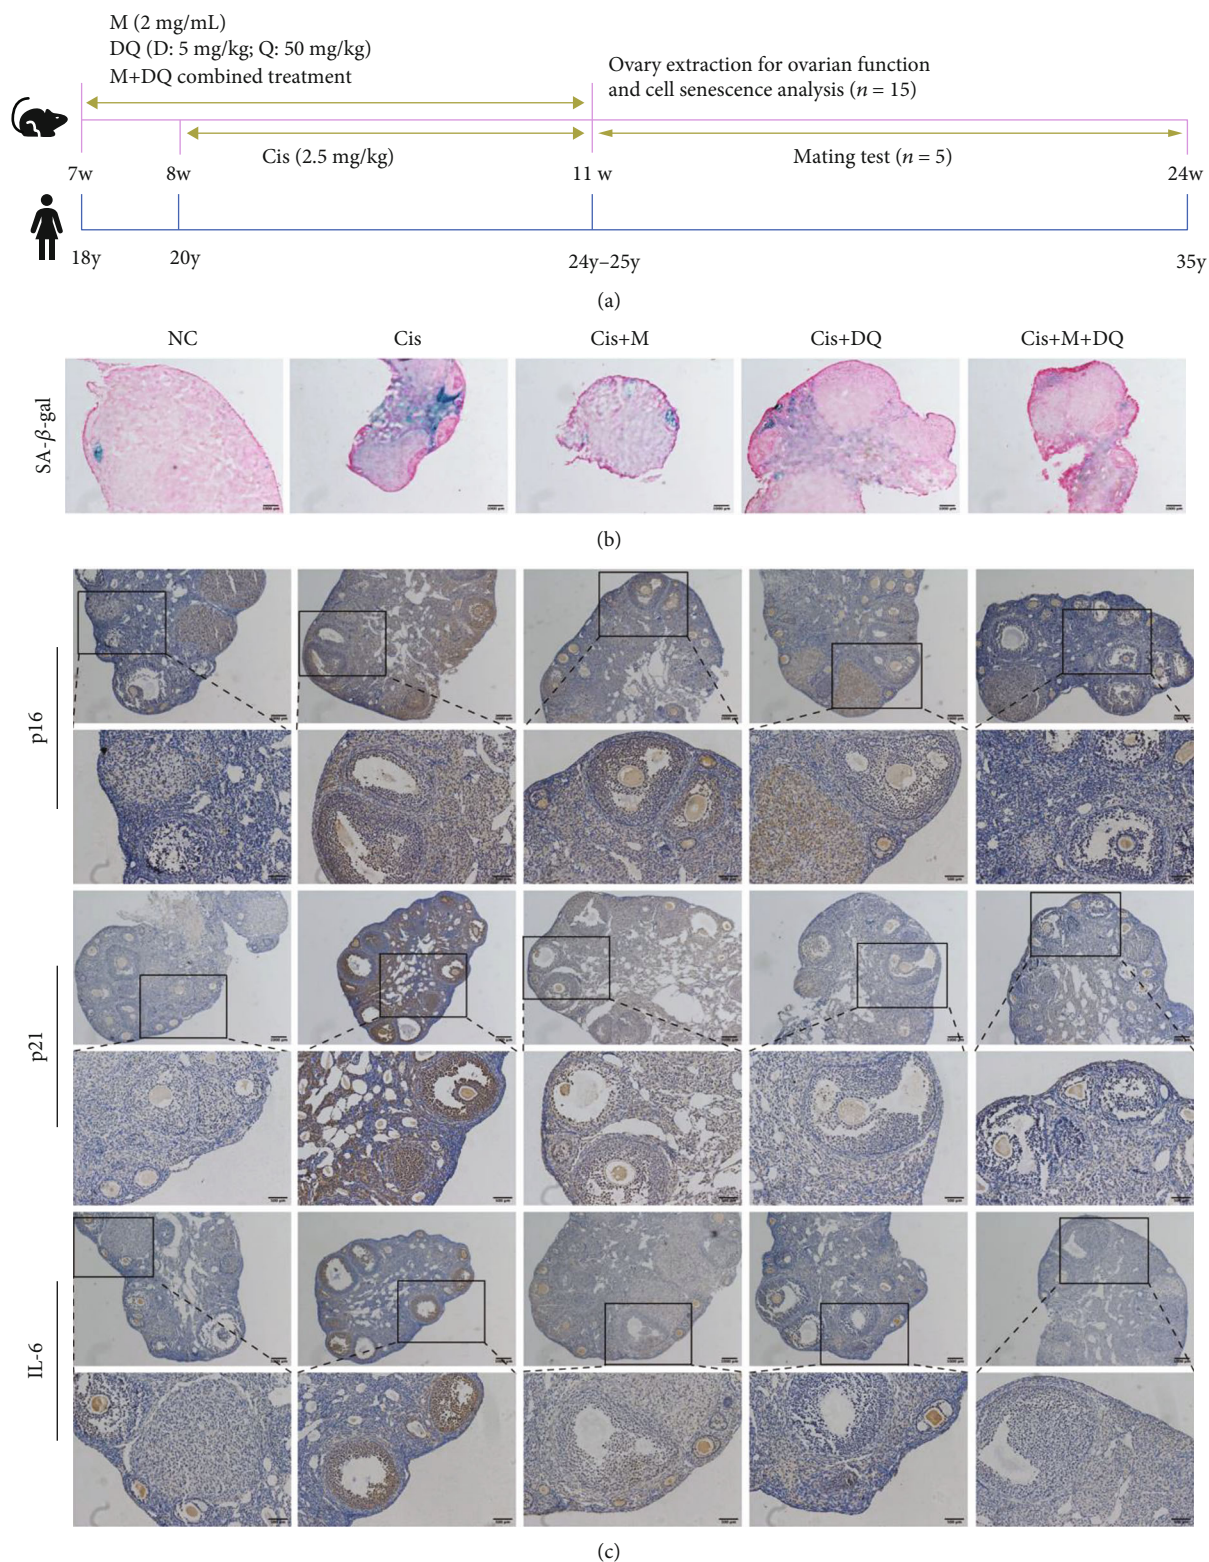 M (2 mg/mL)
DQ (D: 5 mg/kg; Q: 50 mg/kg)
M+DQ combined treatment
Ovary extraction for ovarian function
and cell senescence analysis (n = 15)
Cis (2.5 mg/kg)
Mating test (n = 5)
7w
8w
11 w
24w
18y
20y
24y–25y
35y
(a)
NC
Cis
Cis+M
Cis+DQ
Cis+M+DQ
SA-β-gal
(b)
p16
p21
IL-6
(c)